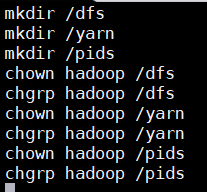 mkdir /dfs
mkdir /yarn
mkdir /pids
chown hadoop /dfs
chgrp hadoop /dfs
chown hadoop /yarn
chgrp hadoop /yarn
chown hadoop /pids
chgrp hadoop /pids